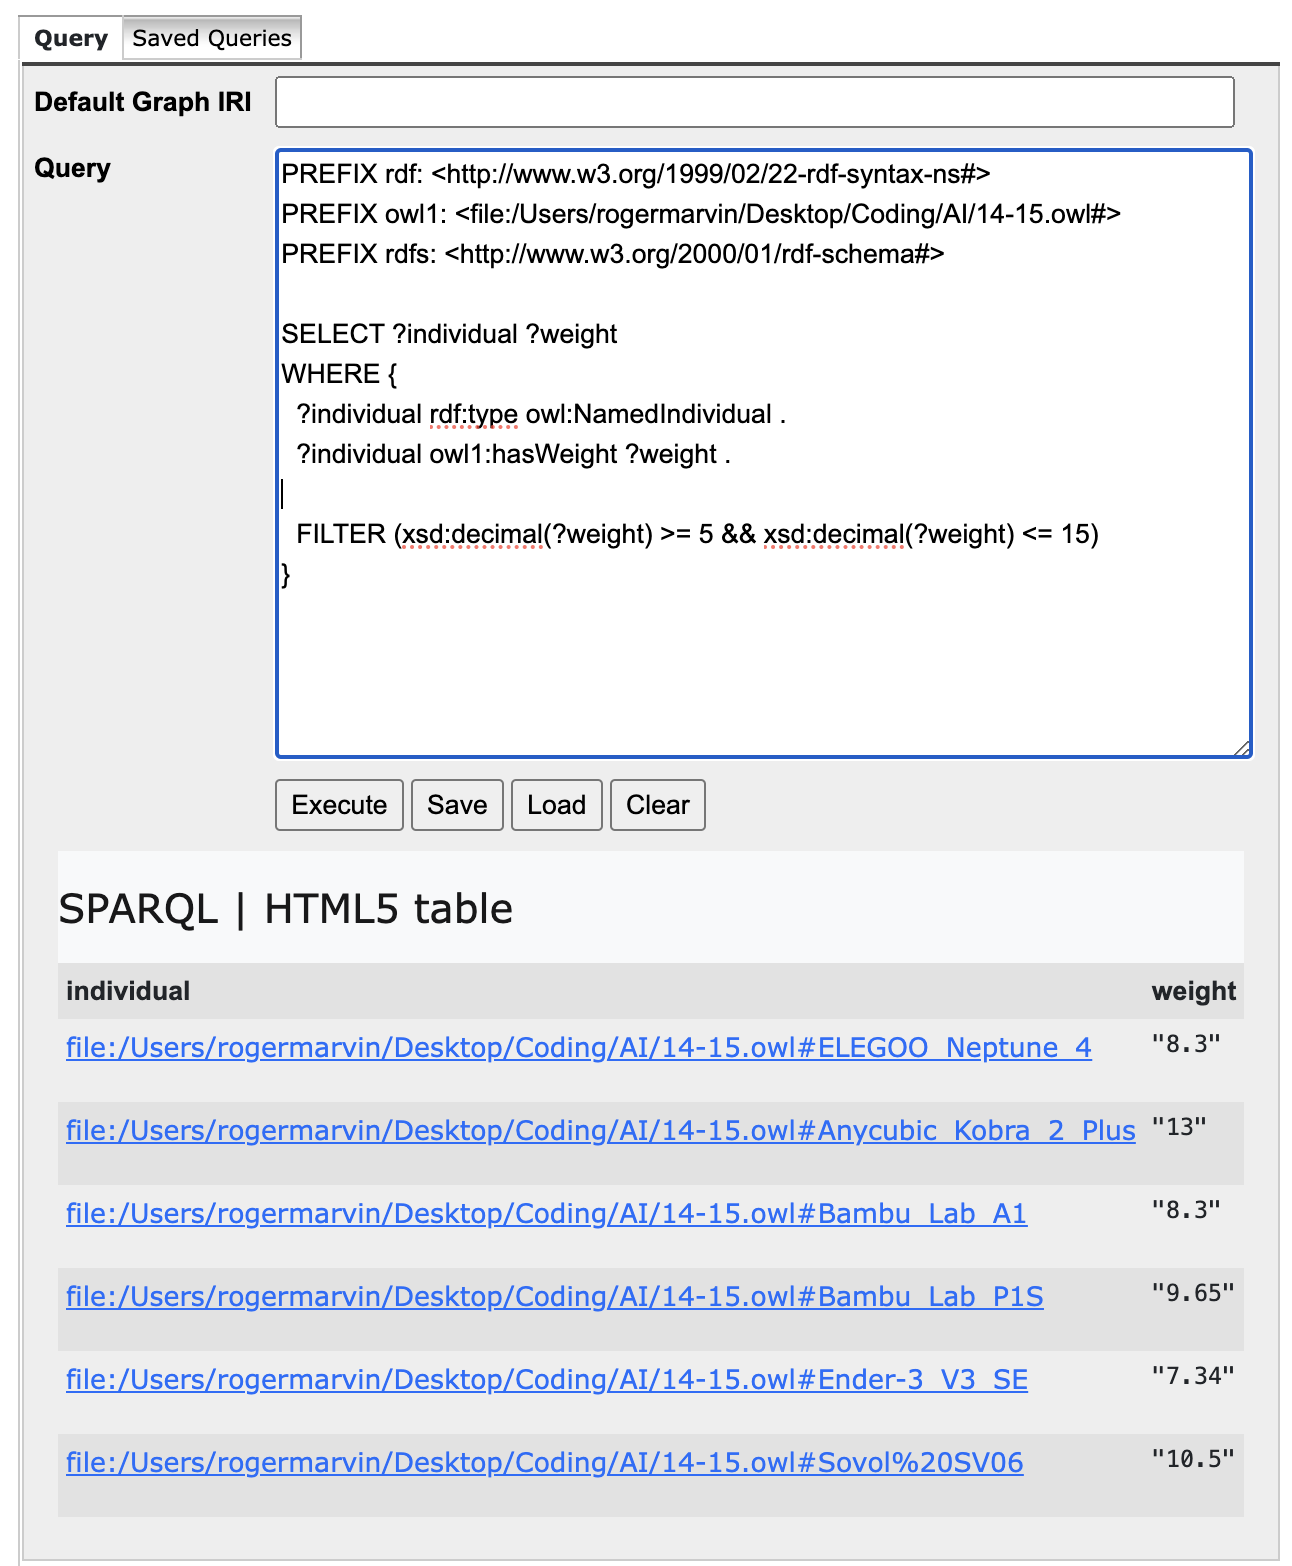 Query
Saved Queries
Default Graph IRI
Query
PREFIX rdf: <http://www.w3.org/1999/02/22-rdf-syntax-ns#>
PREFIX owl1: <file:/Users/rogermarvin/Desktop/Coding/AI/14-15.owl#>
PREFIX rdfs: <http://www.w3.org/2000/01/rdf-schema#>
SELECT ?individual ?weight
WHERE {
?individual rdf:type owl:NamedIndividual .
?individual owl1:hasWeight ?weight .
FILTER (xsd:decimal(?weight) >= 5 && xsd:decimal(?weight) <= 15)
}
Execute Save Load Clear
SPARQL | HTML5 table
individual weight
file:/Users/rogermarvin/Desktop/Coding/AI/14-15.owl#ELEGOO_Neptune_4 "8.3"
file:/Users/rogermarvin/Desktop/Coding/AI/14-15.owl#Anycubic_Kobra_2_Plus "13"
file:/Users/rogermarvin/Desktop/Coding/AI/14-15.owl#Bambu_Lab_A1 "8.3"
file:/Users/rogermarvin/Desktop/Coding/AI/14-15.owl#Bambu_Lab_P1S "9.65"
file:/Users/rogermarvin/Desktop/Coding/AI/14-15.owl#Ender-3_V3_SE "7.34"
file:/Users/rogermarvin/Desktop/Coding/AI/14-15.owl#Sovol%20SV06 "10.5"